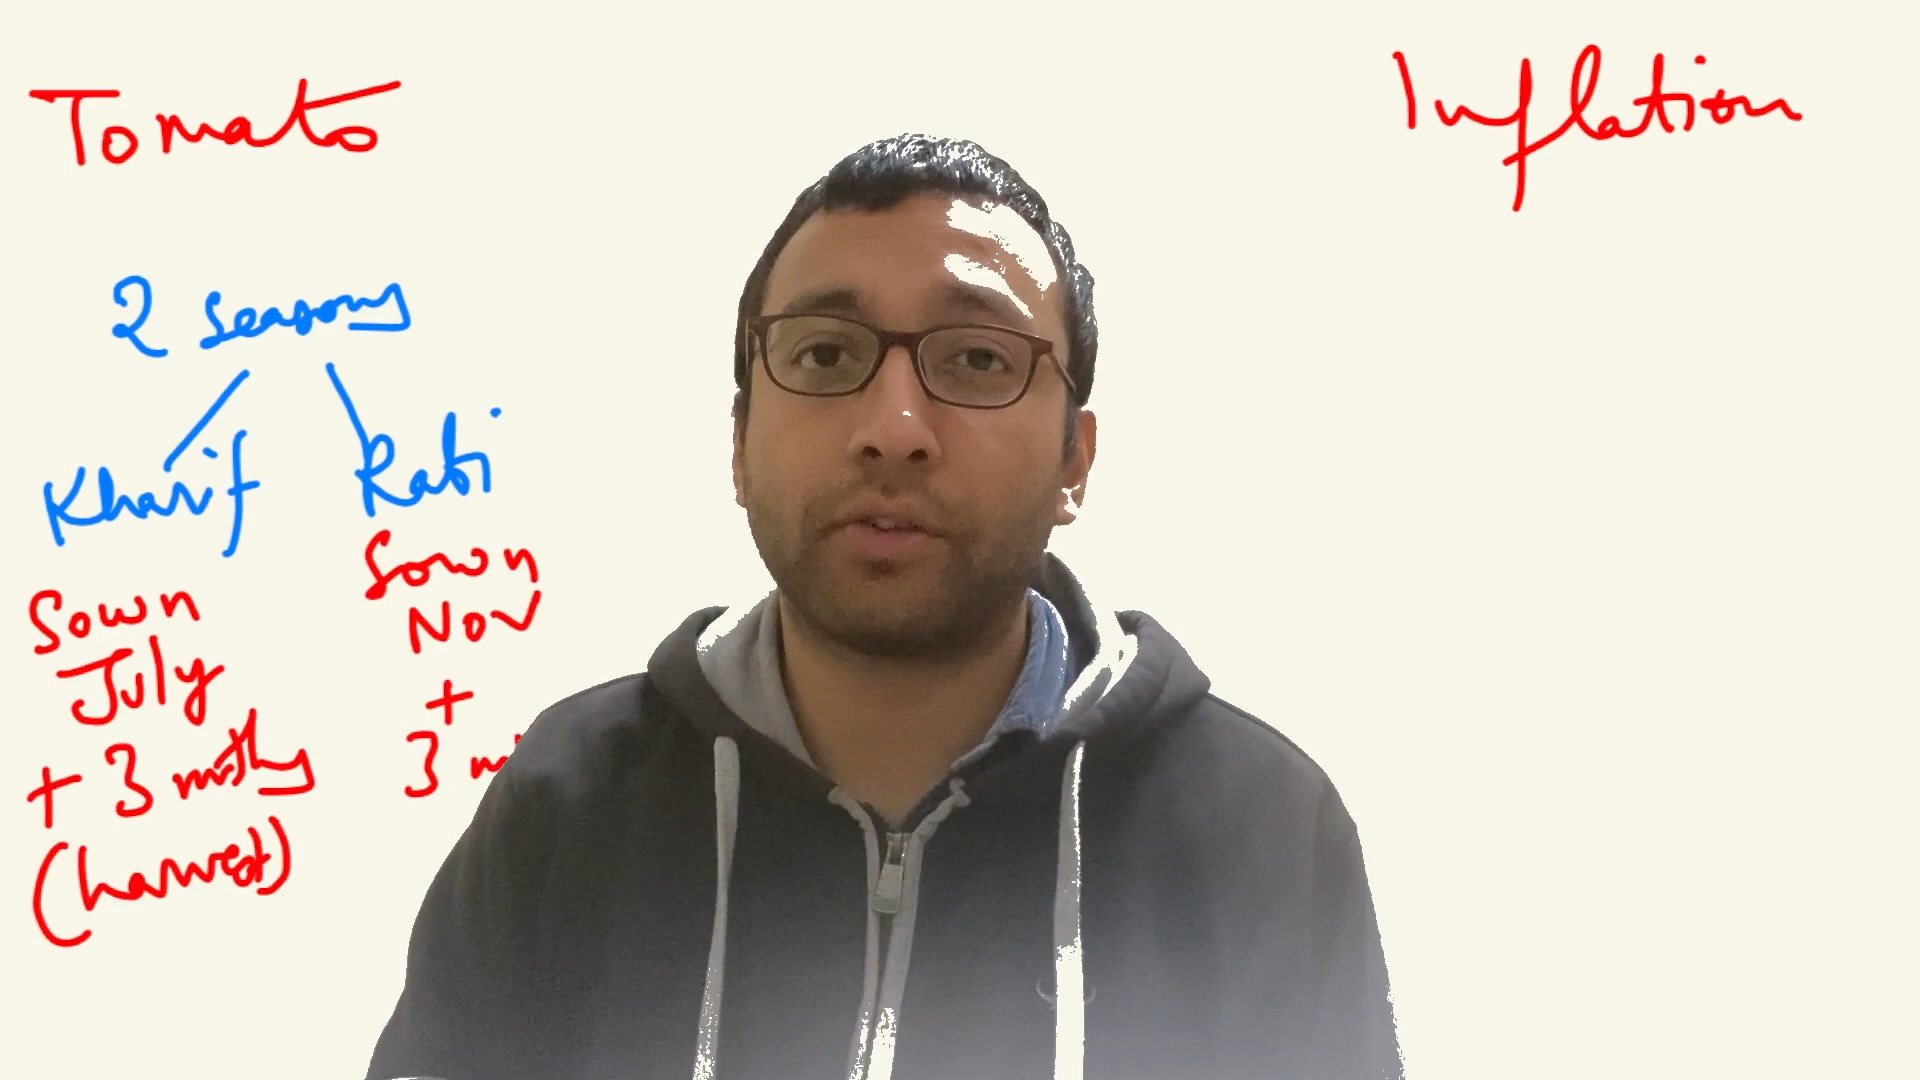 Tomato
Inflation
2 seasons
Kharif
Rabi
Sown
Nov
+
3
Sown
July
+ 3 mnths
(harvest)